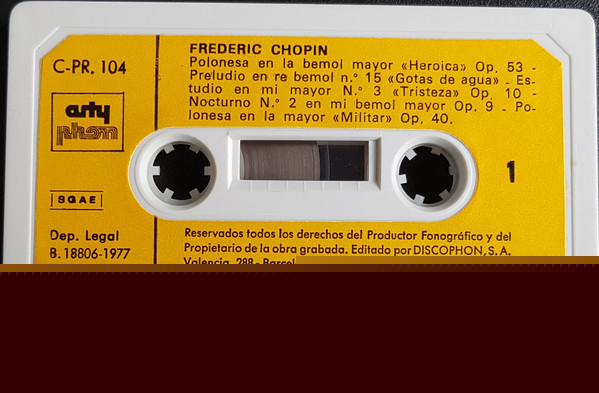 C-PR. 104
arty
phon
SGAE
Dep. Legal
B. 18806-1977
FREDERIC CHOPIN
Polonesa en la bemol mayor «Heroica» Op. 53 -
Preludio en re bemol n.º 15 «Gotas de agua» - Es-
tudio en mi mayor N.º 3 «Tristeza» Op. 10 -
Nocturno N.º 2 en mi bemol mayor Op. 9 - Po-
lonesa en la mayor «Militar» Op. 40.
1
Reservados todos los derechos del Productor Fonográfico y del
Propietario de la obra grabada. Editado por DISCOPHON, S. A.
Valencia, 288 -